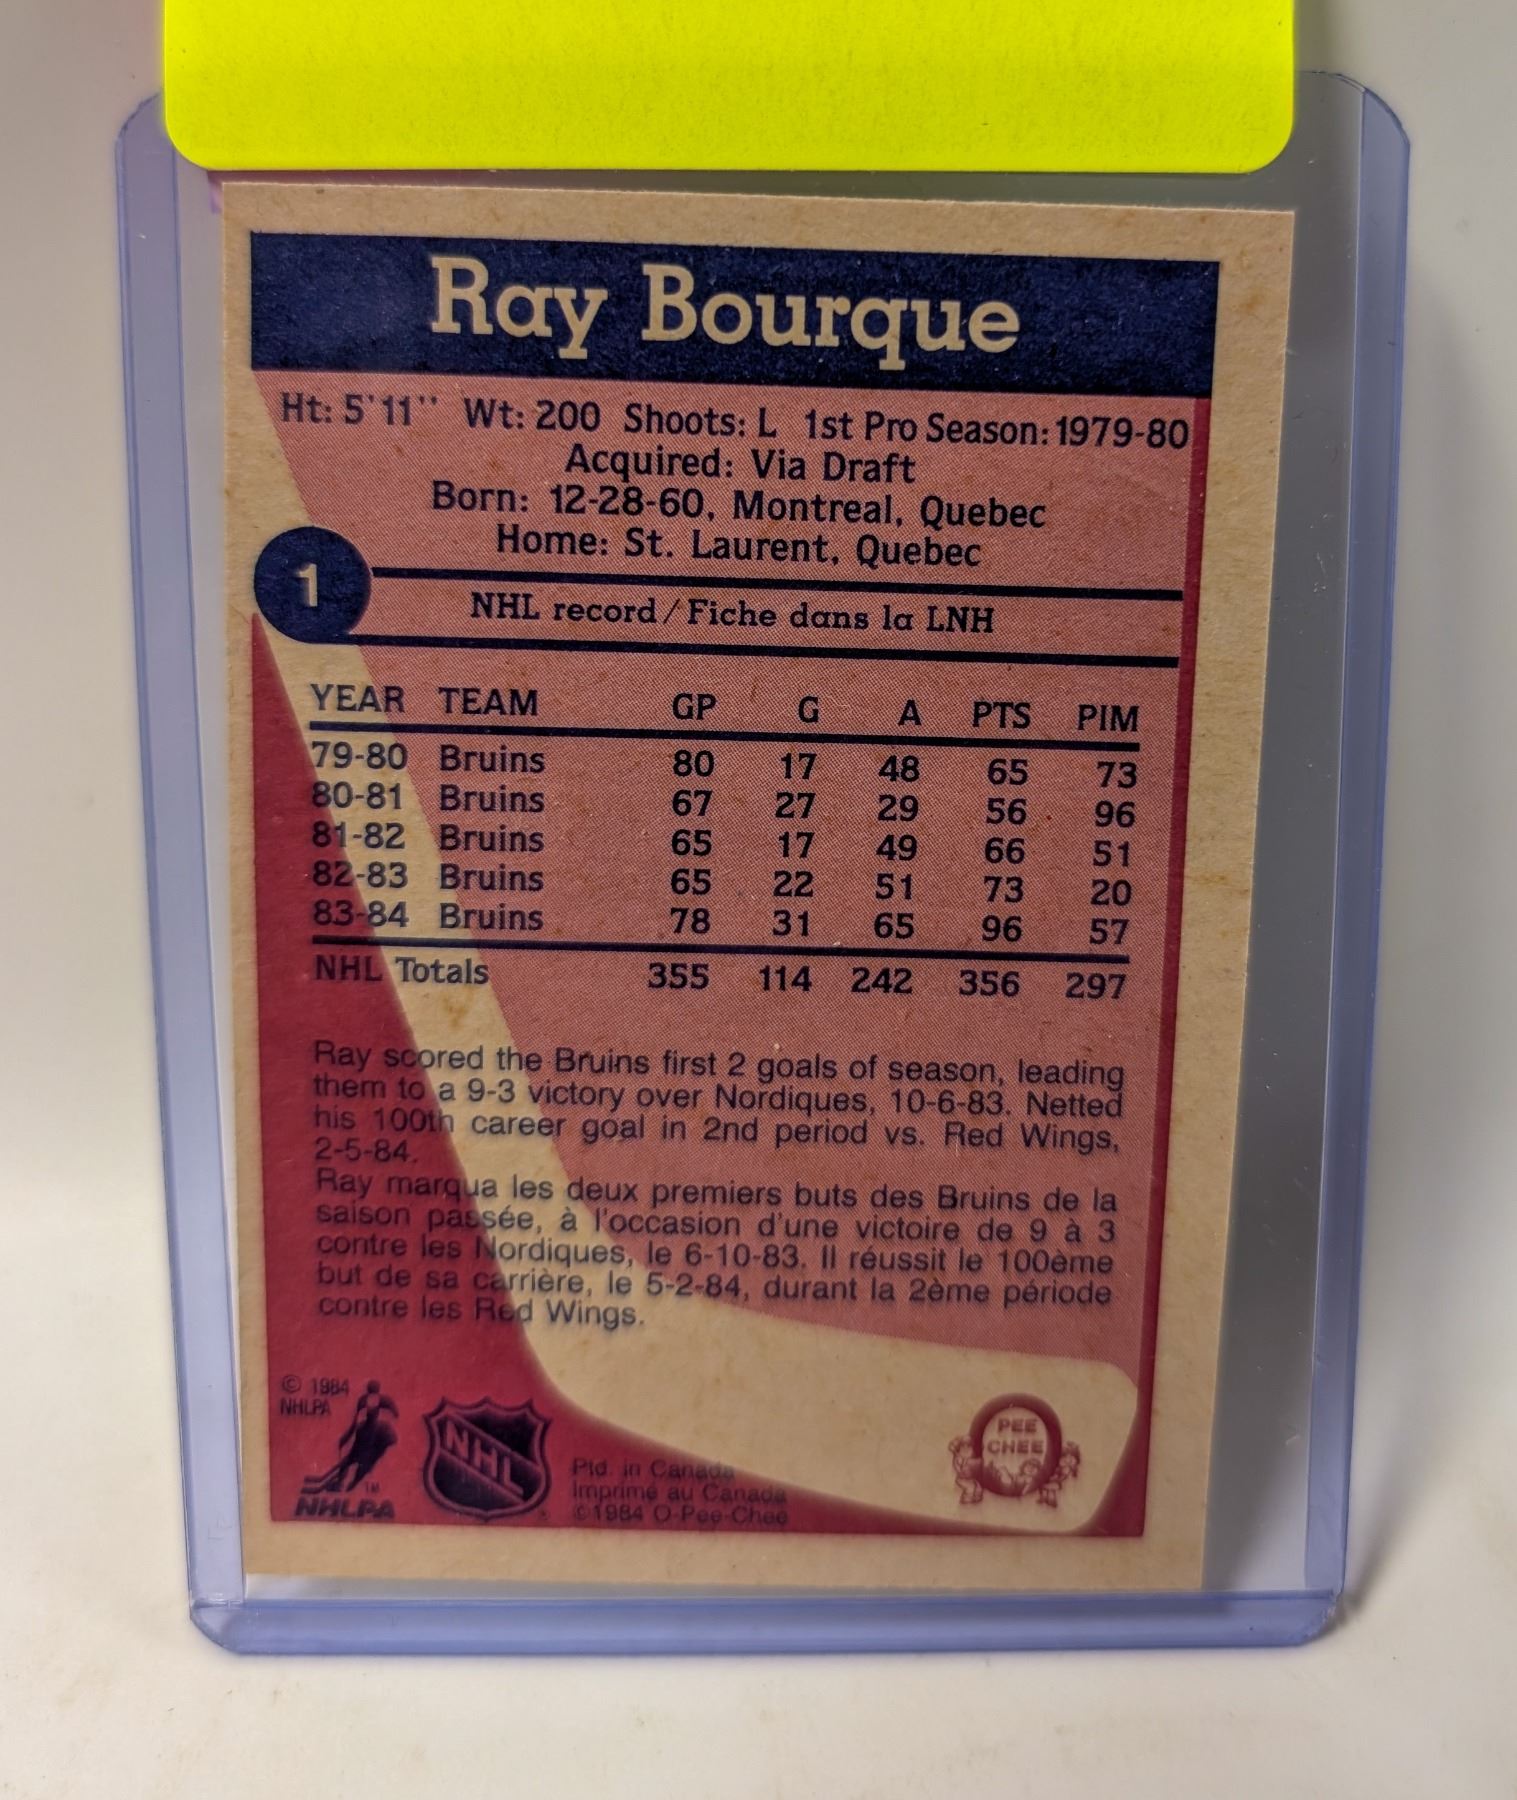 Ray Bourque
Ht: 5'11'' Wt: 200 Shoots: L 1st Pro Season: 1979-80
Acquired: Via Draft
Born: 12-28-60, Montreal, Quebec
Home: St. Laurent, Quebec
1
NHL record/Fiche dans la LNH
YEAR TEAM GP G A PTS PIM
79-80 Bruins 80 17 48 65 73
80-81 Bruins 67 27 29 56 96
81-82 Bruins 65 17 49 66 51
82-83 Bruins 65 22 51 73 20
83-84 Bruins 78 31 65 96 57
NHL Totals 355 114 242 356 297
Ray scored the Bruins first 2 goals of season, leading
them to a 9-3 victory over Nordiques, 10-6-83. Netted
his 100th career goal in 2nd period vs. Red Wings,
2-5-84.
Ray marqua les deux premiers buts des Bruins de la
saison passée, à l'occasion d'une victoire de 9 à 3
contre les Nordiques, le 6-10-83. Il réussit le 100ème
but de sa carrière, le 5-2-84, durant la 2ème période
contre les Red Wings.
© 1984
NHLPA
TM
NHLPA
NHL
®
Ptd. in Canada
Imprimé au Canada
©1984 O-Pee-Chee
PEE
CHEE